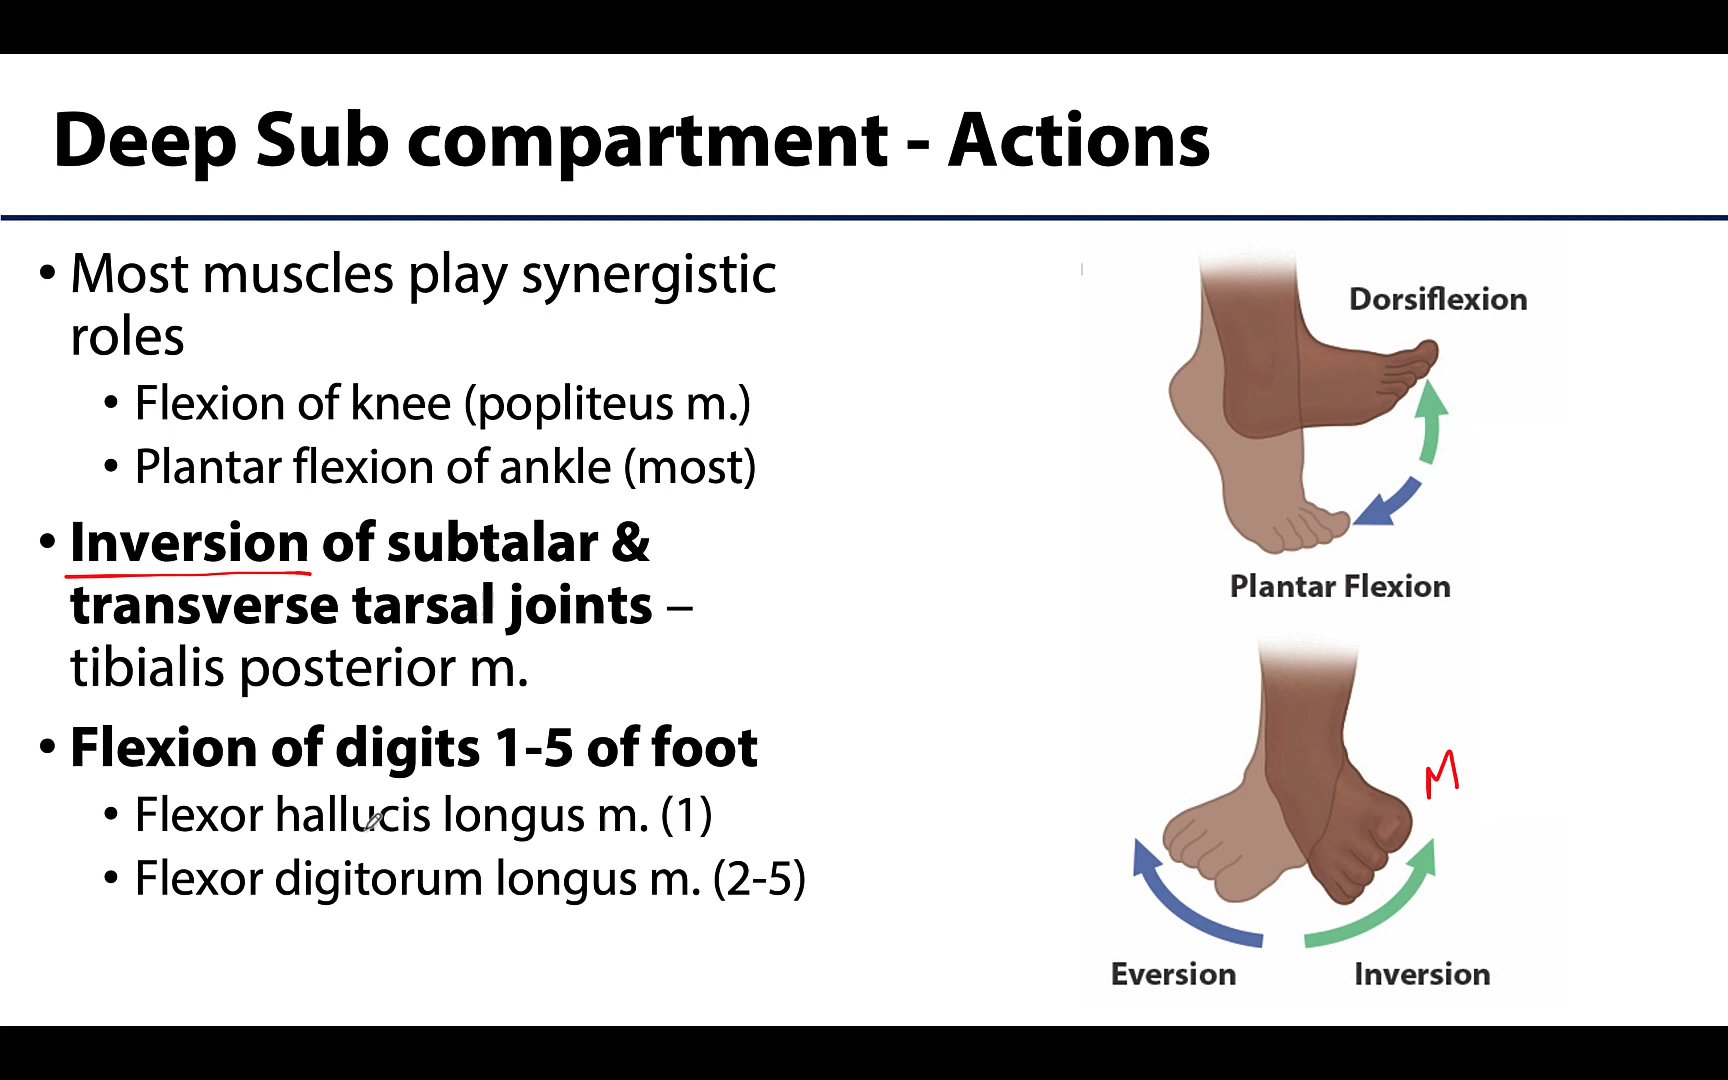 Deep Sub compartment - Actions
• Most muscles play synergistic
roles
• Flexion of knee (popliteus m.)
• Plantar flexion of ankle (most)
• Inversion of subtalar &
transverse tarsal joints –
tibialis posterior m.
• Flexion of digits 1-5 of foot
• Flexor hallucis longus m. (1)
• Flexor digitorum longus m. (2-5)
Dorsiflexion
Plantar Flexion
M
Eversion
Inversion